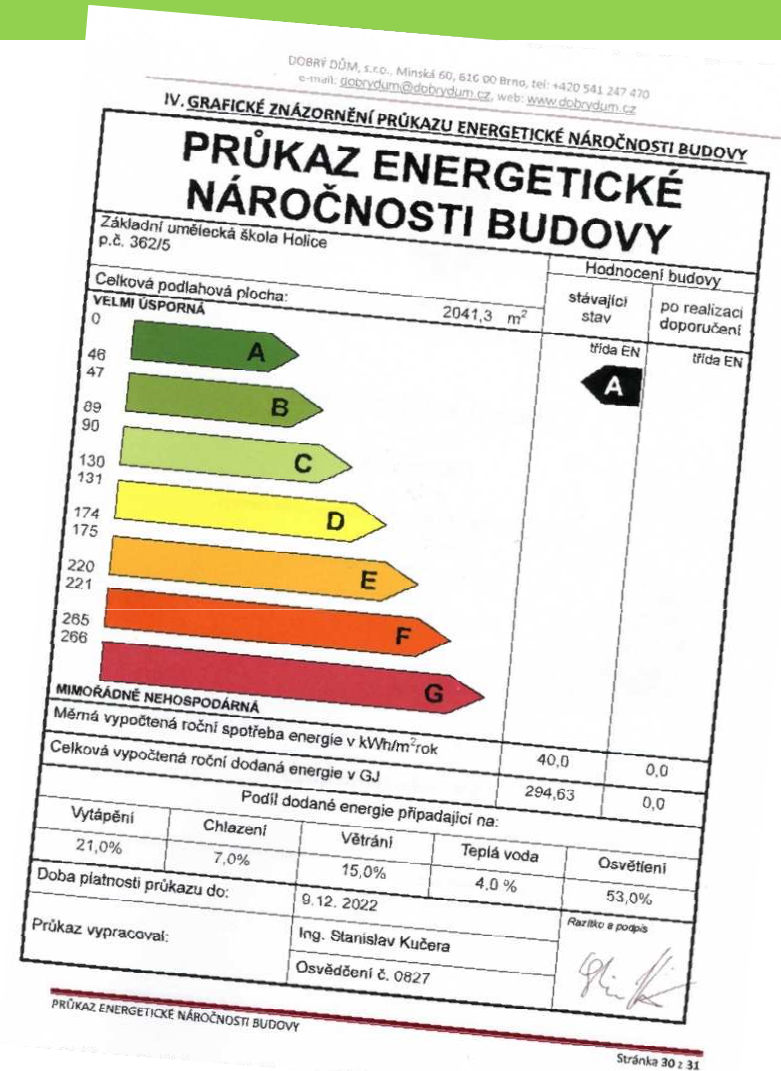 DOBRÝ DŮM, s.r.o., Minská 60, 616 00 Brno, tel: +420 541 247 470
e-mail: dobrydum@dobrydum.cz, web: www.dobrydum.cz
IV. GRAFICKÉ ZNÁZORNĚNÍ PRŮKAZU ENERGETICKÉ NÁROČNOSTI BUDOVY
PRŮKAZ ENERGETICKÉ
NÁROČNOSTI BUDOVY
Základní umělecká škola Holice
p.č. 362/5
Hodnocení budovy
Celková podlahová plocha: 2041,3 m²
stávající
stav
po realizaci
doporučení
VELMI ÚSPORNÁ
třída EN
třída EN
0
A
A
46
47
B
89
90
C
130
131
D
174
175
E
220
221
F
265
266
G
MIMOŘÁDNĚ NEHOSPODÁRNÁ
Měrná vypočtená roční spotřeba energie v kWh/m²rok 40,0 0,0
Celková vypočtená roční dodaná energie v GJ 294,63 0,0
Podíl dodané energie připadající na:
Vytápění Chlazení Větrání Teplá voda Osvětlení
21,0% 7,0% 15,0% 4,0 % 53,0%
Doba platnosti průkazu do: 9.12. 2022
Razítko a podpis
Průkaz vypracoval: Ing. Stanislav Kučera
Osvědčení č. 0827
PRŮKAZ ENERGETICKÉ NÁROČNOSTI BUDOVY
Stránka 30 z 31